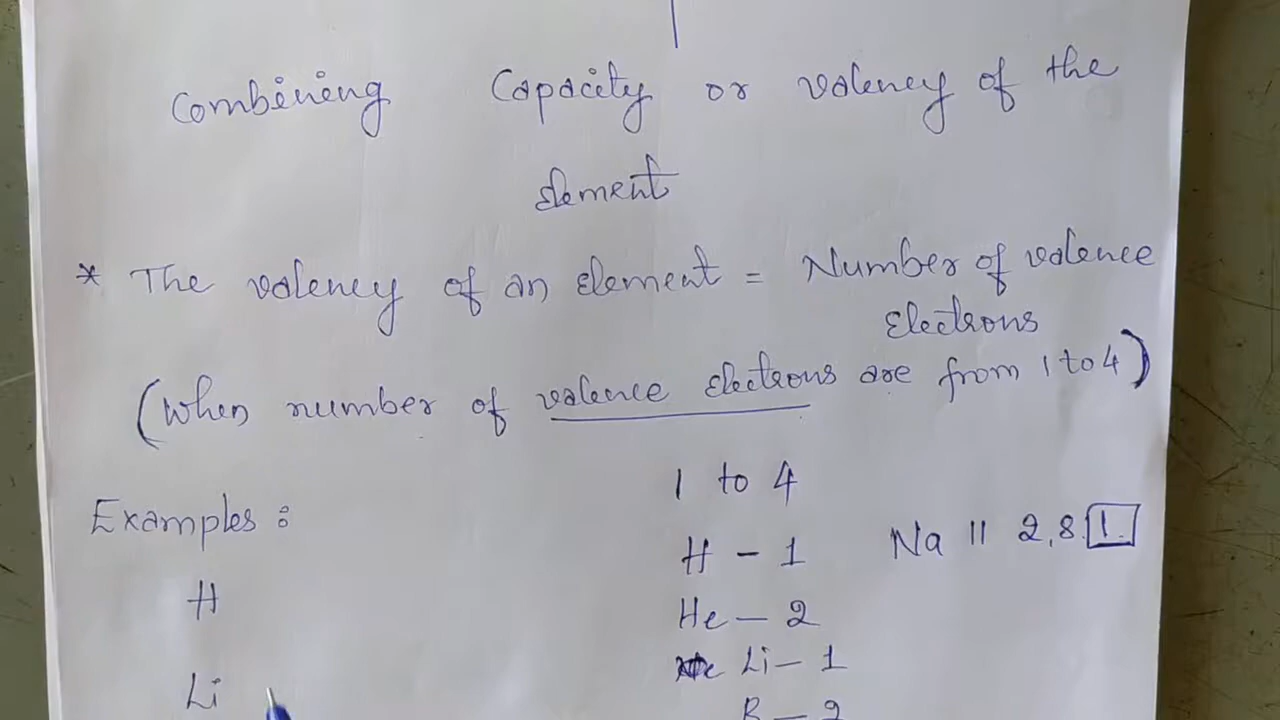 Combining Capacity or valency of the
element
* The valency of an element = Number of valence
Electrons
(When number of valence electrons are from 1 to 4)
1 to 4
Examples :
H - 1 Na 11 2,8,1.
H
He - 2
Li - 1
Li
B - 2